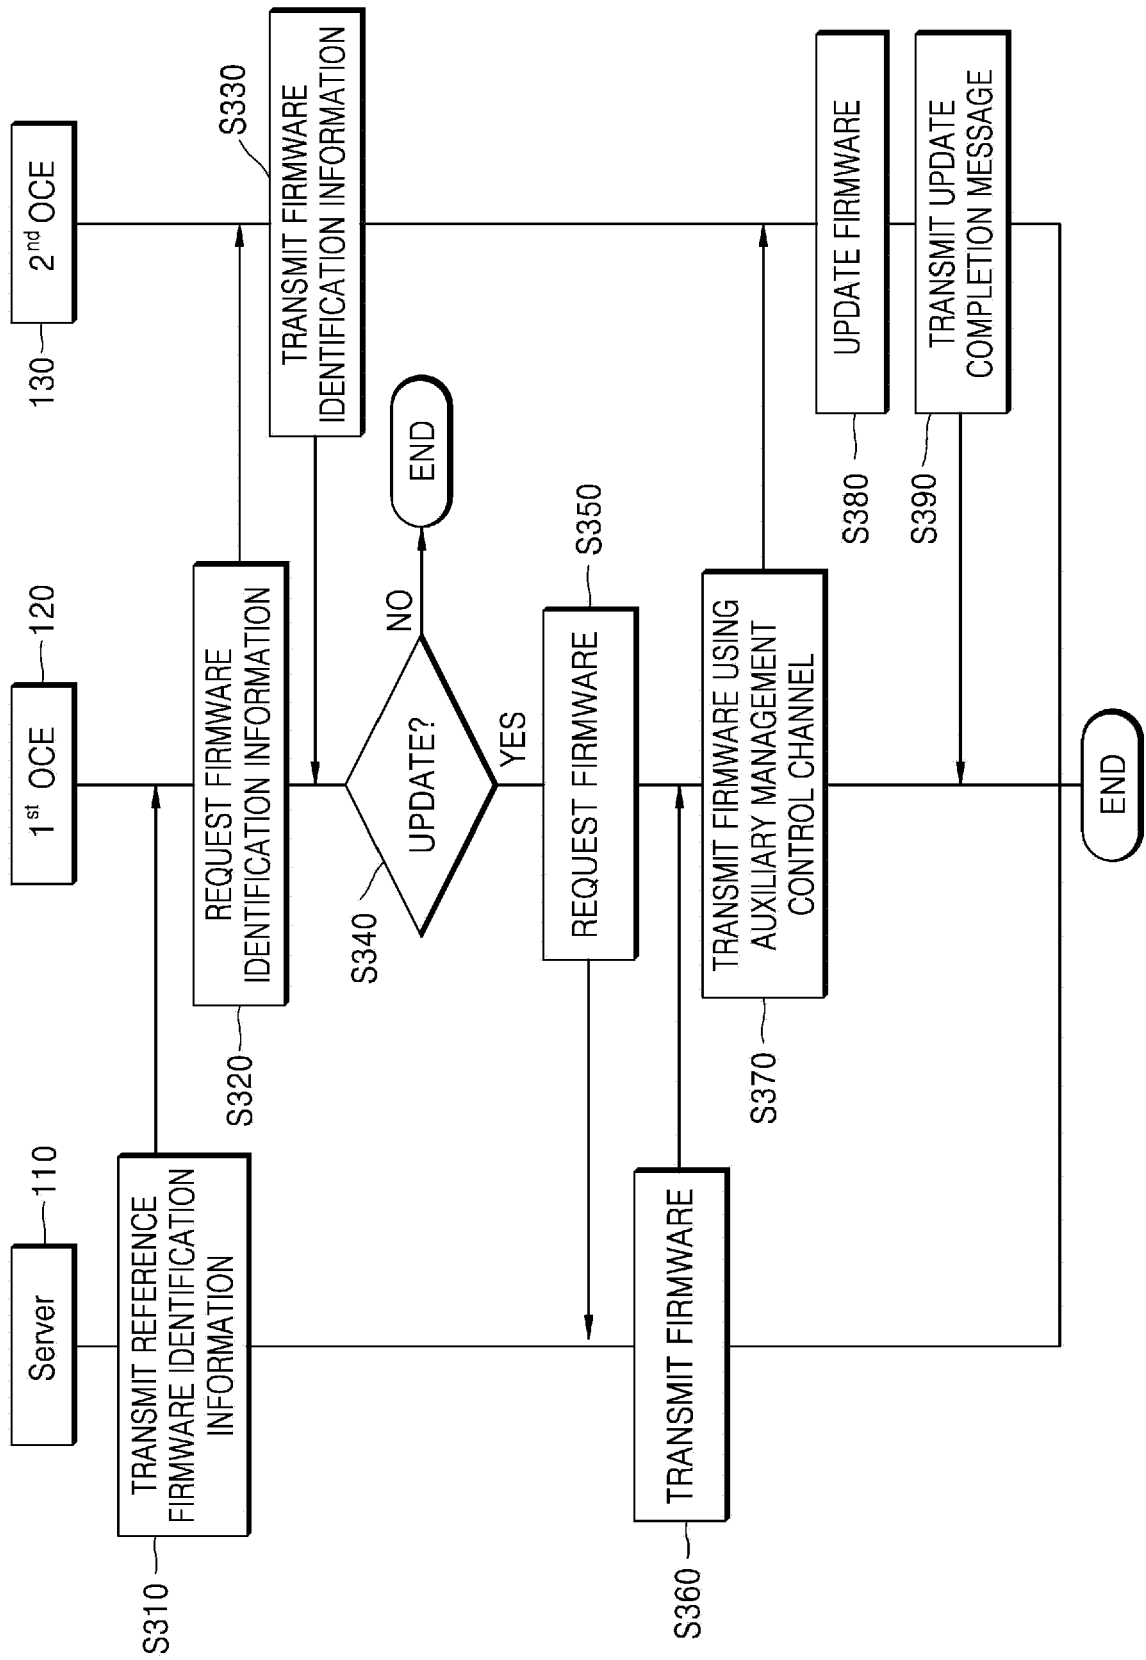 Server
110
1st OCE
120
130
2nd OCE
S310
TRANSMIT REFERENCE
FIRMWARE IDENTIFICATION
INFORMATION
S320
REQUEST FIRMWARE
IDENTIFICATION INFORMATION
S330
TRANSMIT FIRMWARE
IDENTIFICATION INFORMATION
S340
UPDATE?
NO
END
YES
S350
REQUEST FIRMWARE
S360
TRANSMIT FIRMWARE
S370
TRANSMIT FIRMWARE USING
AUXILIARY MANAGEMENT
CONTROL CHANNEL
S380
UPDATE FIRMWARE
S390
TRANSMIT UPDATE
COMPLETION MESSAGE
END